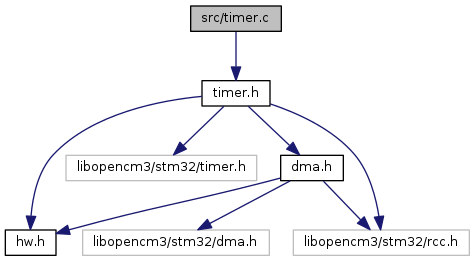 src/timer.c
timer.h
libopencm3/stm32/timer.h
dma.h
hw.h
libopencm3/stm32/dma.h
libopencm3/stm32/rcc.h